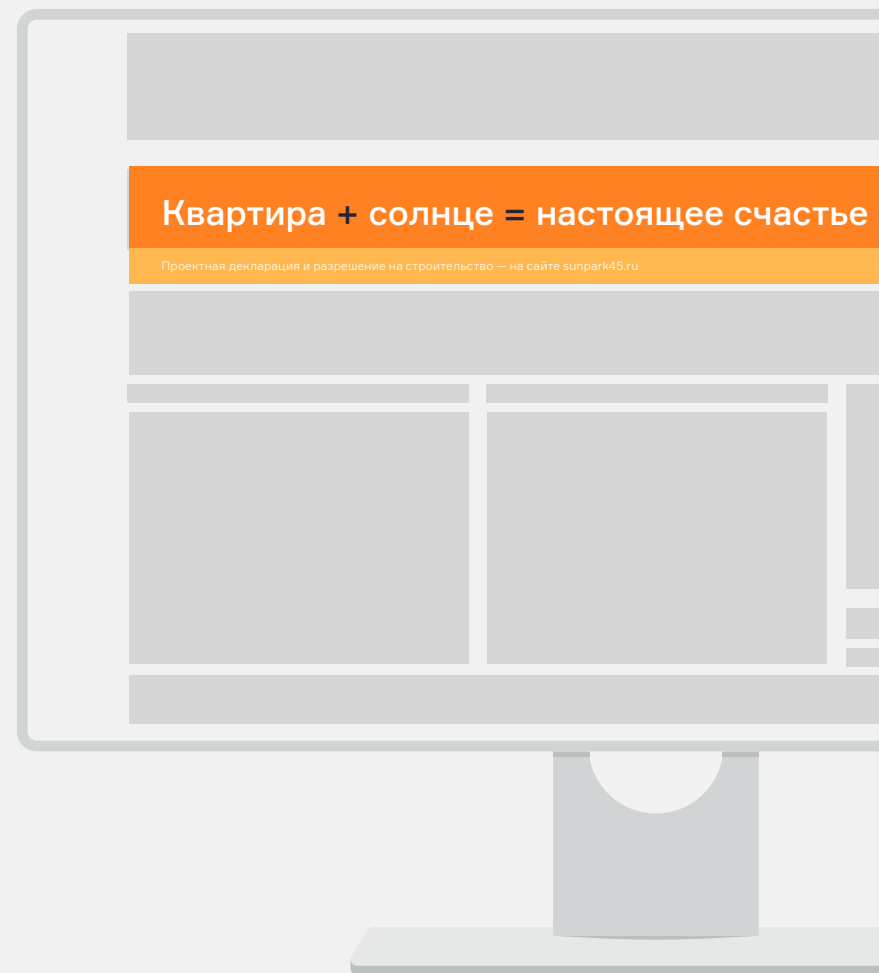 Квартира + солнце = настоящее счастье
Проектная декларация и разрешение на строительство — на сайте sunpark45.ru